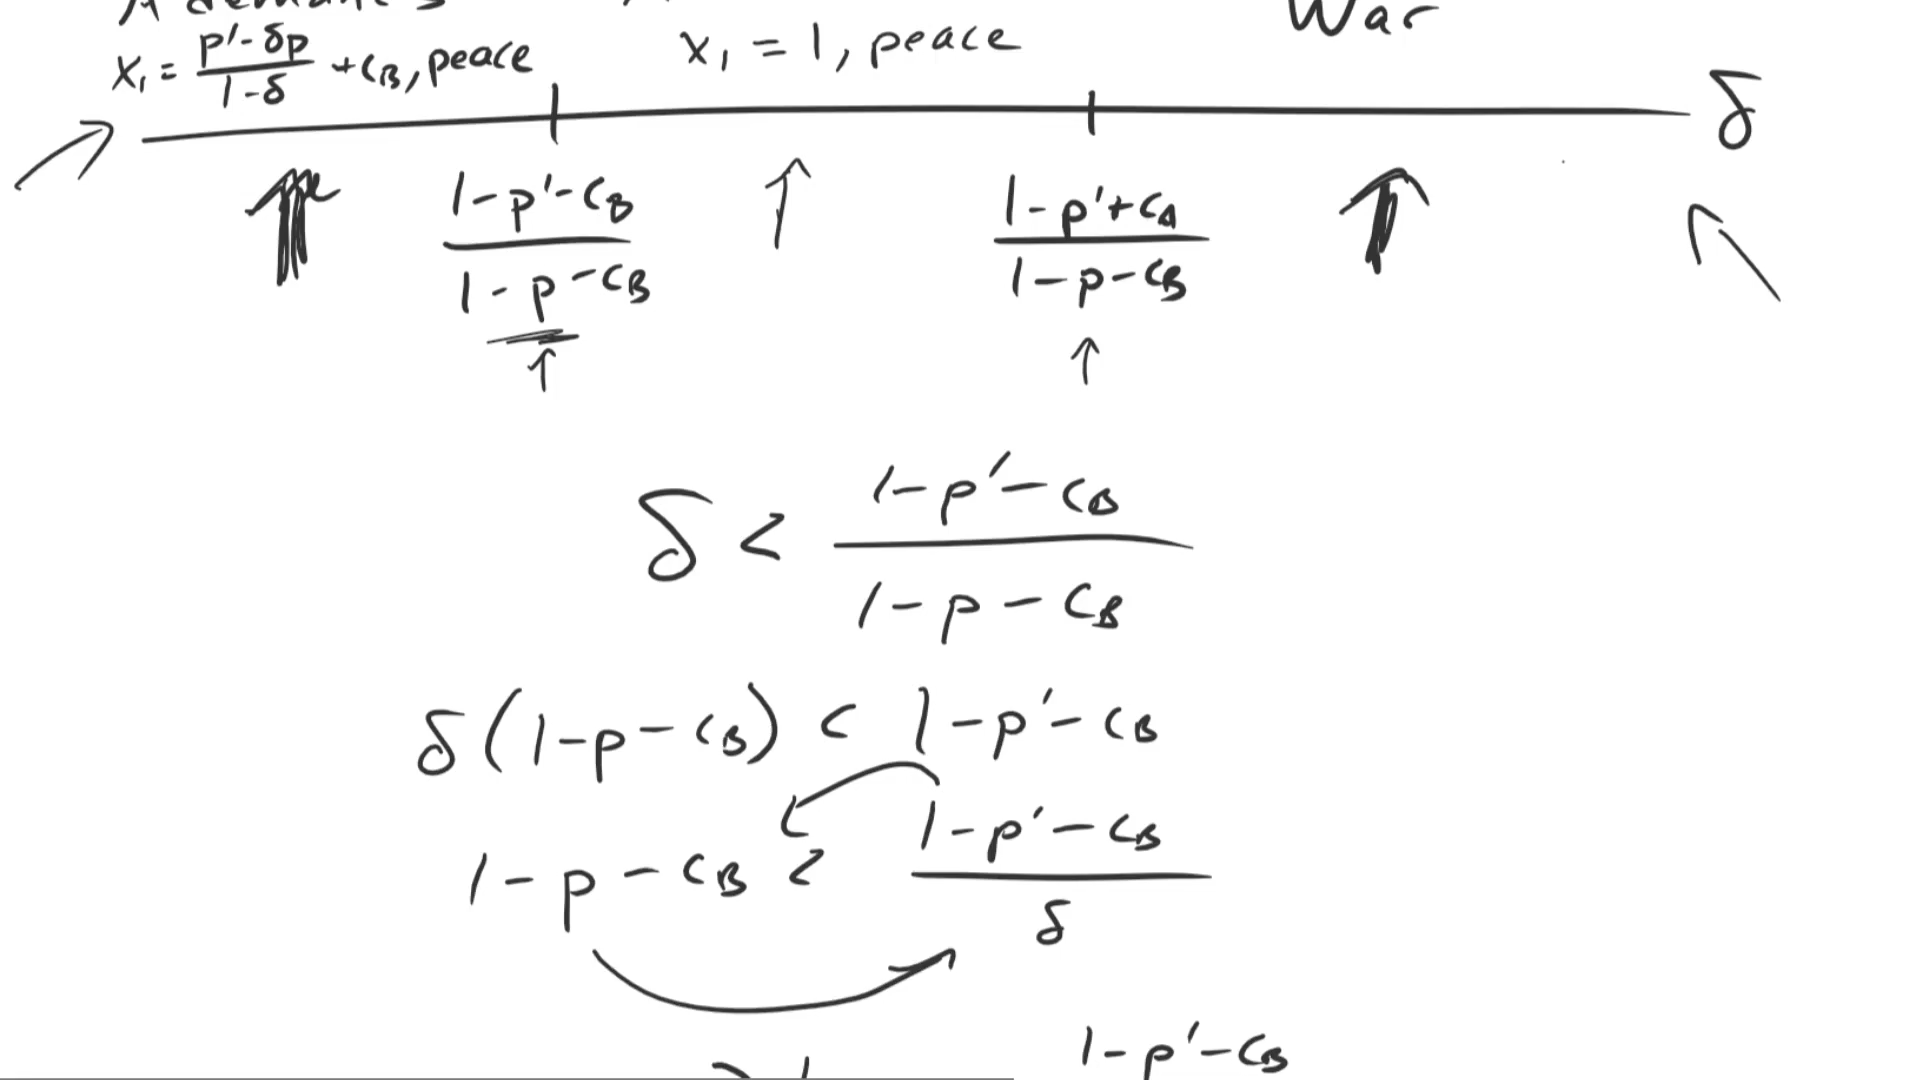 A demands
War
x₁ = (p'-δp)/(1-δ) + c_B, peace
x₁ = 1, peace
δ
(1-p'-c_B)/(1-p-c_B)
(1-p'+c_A)/(1-p-c_B)
δ < (1-p'-c_B)/(1-p-c_B)
δ(1-p-c_B) < 1-p'-c_B
1-p-c_B < (1-p'-c_B)/δ
1-p'-c_B